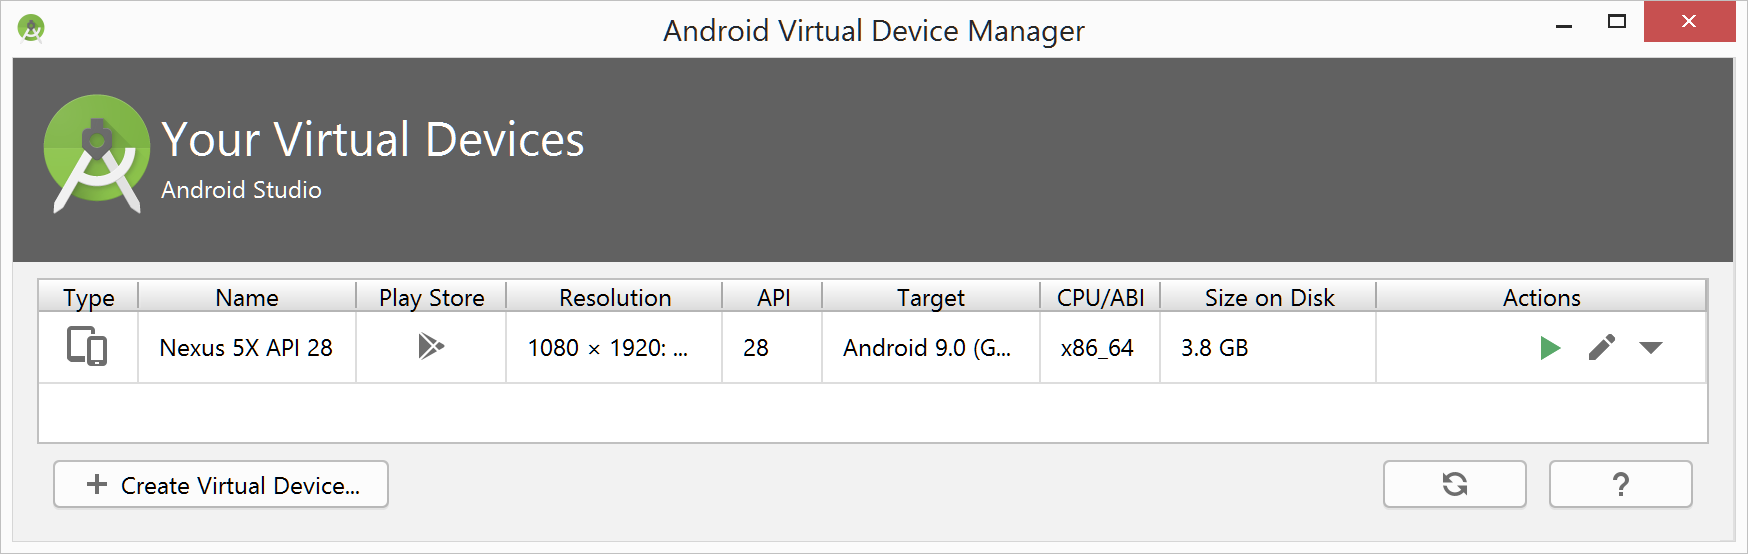 Android Virtual Device Manager
Your Virtual Devices
Android Studio
Type Name Play Store Resolution API Target CPU/ABI Size on Disk Actions
Nexus 5X API 28 1080 × 1920: ... 28 Android 9.0 (G... x86_64 3.8 GB
+ Create Virtual Device... ?